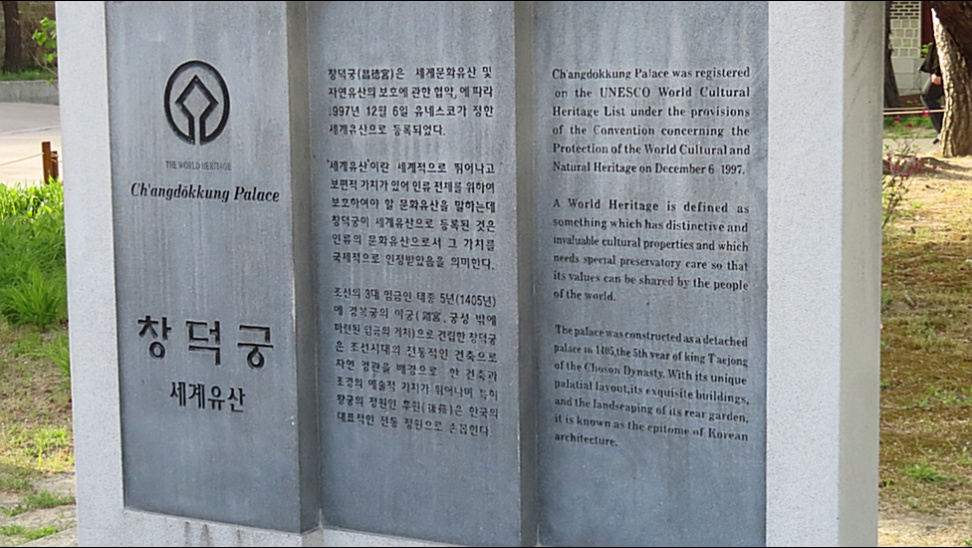 THE WORLD HERITAGE
Ch'angdŏkkung Palace
창덕궁
세계유산
창덕궁(昌德宮)은 세계문화유산 및
자연유산의 보호에 관한 협약, 에 따라
1997년 12월 6일 유네스코가 정한
세계유산으로 등록되었다.
'세계유산'이란 세계적으로 뛰어나고
보편적 가치가 있어 인류 전체를 위하여
보호하여야 할 문화유산을 말하는데
창덕궁이 세계유산으로 등록된 것은
인류의 문화유산으로서 그 가치를
국제적으로 인정받았음을 의미한다.
조선의 3대 임금인 태종 5년(1405년)
에 경복궁의 이궁(離宮, 궁성 밖에
마련된 임금의 거처)으로 건립한 창덕궁
은 조선시대의 전통적인 건축으로
자연 경관을 배경으로 한 건축과
조경의 예술적 가치가 뛰어나며 특히
왕궁의 정원인 후원(後苑)은 한국의
대표적인 전통 정원으로 손꼽힌다
Ch'angdokkung Palace was registered
on the UNESCO World Cultural
Heritage List under the provisions
of the Convention concerning the
Protection of the World Cultural and
Natural Heritage on December 6 1997.
A World Heritage is defined as
something which has distinctive and
invaluable cultural properties and which
needs special preservatory care so that
its values can be shared by the people
of the world.
The palace was constructed as a detached
palace in 1405,the 5th year of king Taejong
of the Choson Dynasty. With its unique
palatial layout,its exquisite buildings,
and the landscaping of its rear garden,
it is known as the epitome of Korean
architecture.